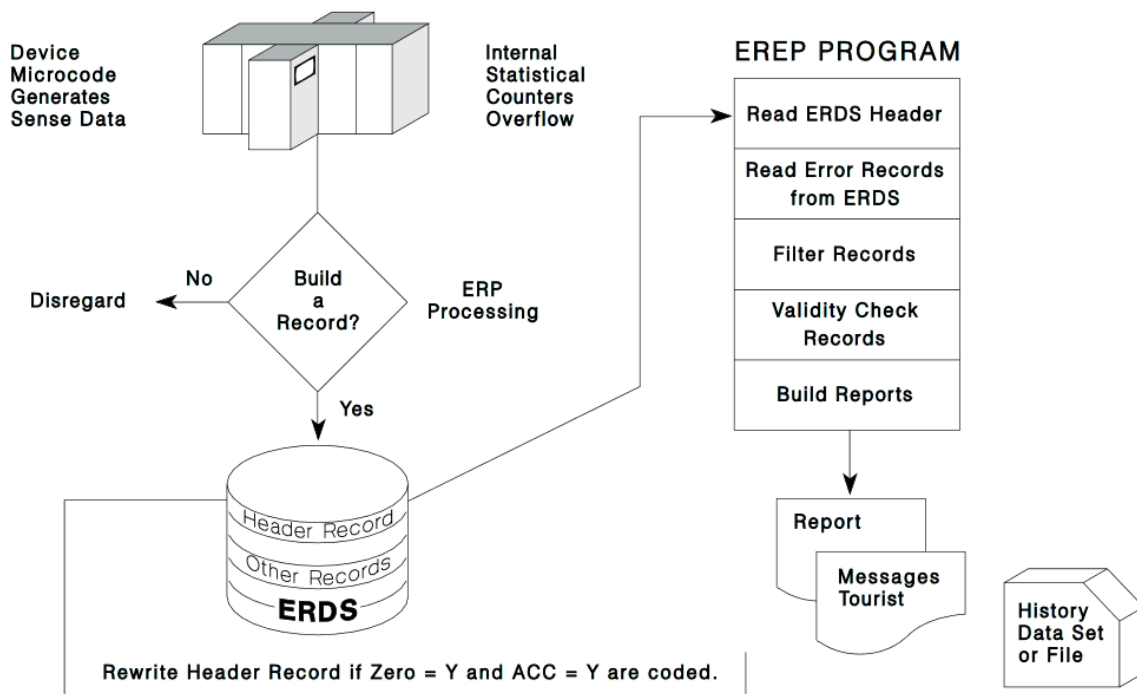 Device
Microcode
Generates
Sense Data
Internal
Statistical
Counters
Overflow
No
Disregard
Build
a
Record?
ERP
Processing
Yes
Header Record
Other Records
ERDS
Rewrite Header Record if Zero = Y and ACC = Y are coded.
EREP PROGRAM
Read ERDS Header
Read Error Records
from ERDS
Filter Records
Validity Check
Records
Build Reports
Report
Messages
Tourist
History
Data Set
or File